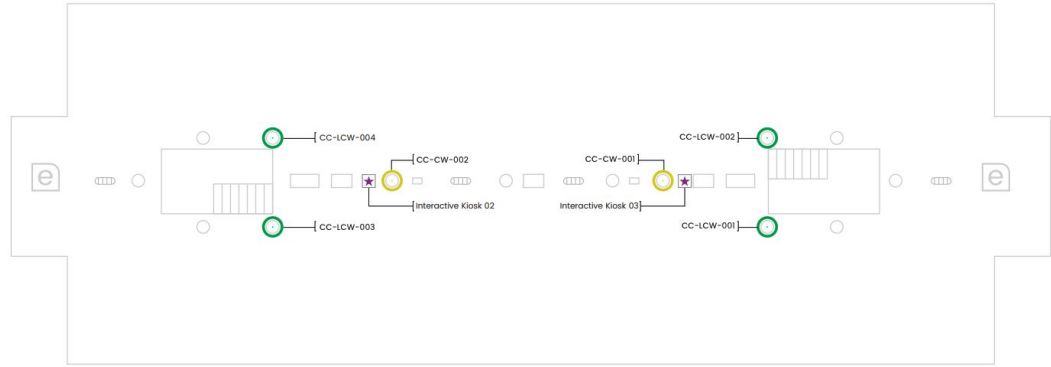 CC-LCW-004
CC-LCW-002
CC-CW-002
CC-CW-001
e
e
Interactive Kiosk 02
Interactive Kiosk 03
CC-LCW-003
CC-LCW-001